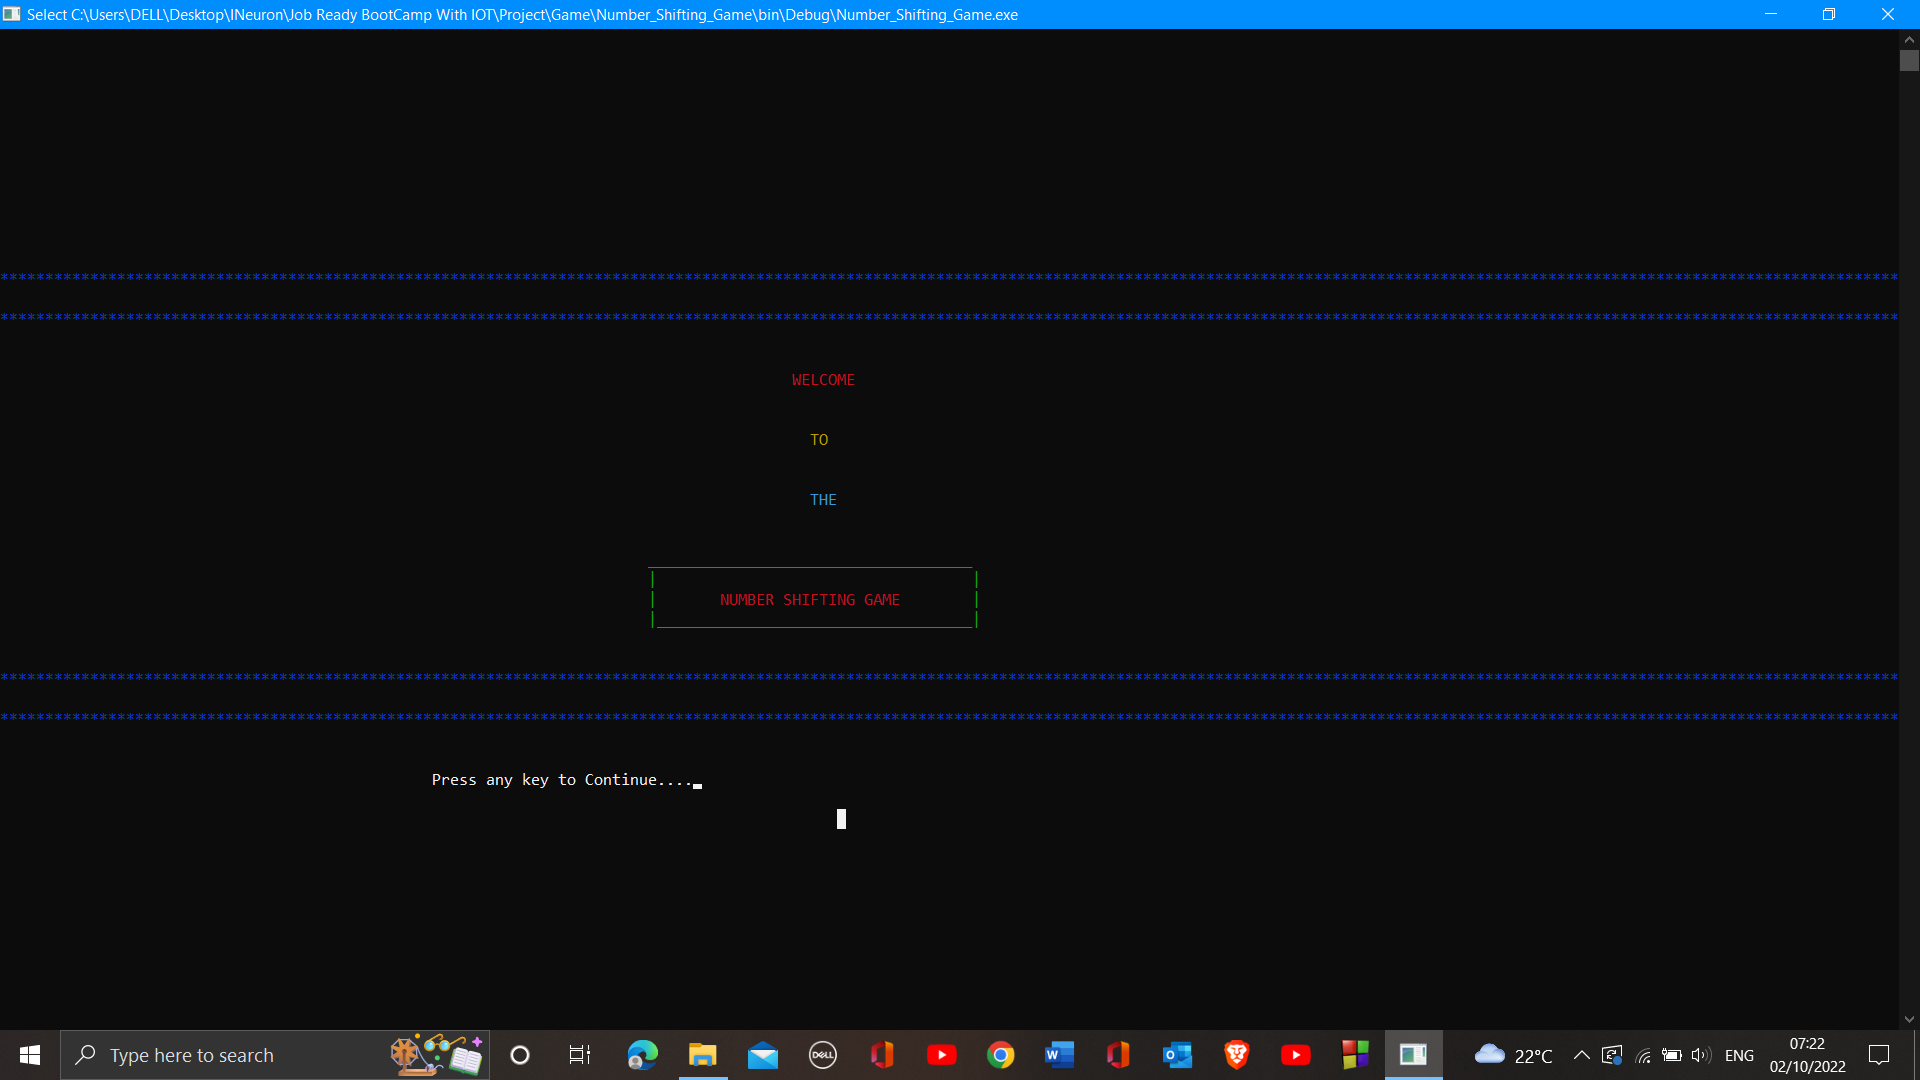 Select C:\Users\DELL\Desktop\INeuron\Job Ready BootCamp With IOT\Project\Game\Number_Shifting_Game\bin\Debug\Number_Shifting_Game.exe
WELCOME
TO
THE
NUMBER SHIFTING GAME
Press any key to Continue....
Type here to search
DELL
22°C
ENG
07:22
02/10/2022